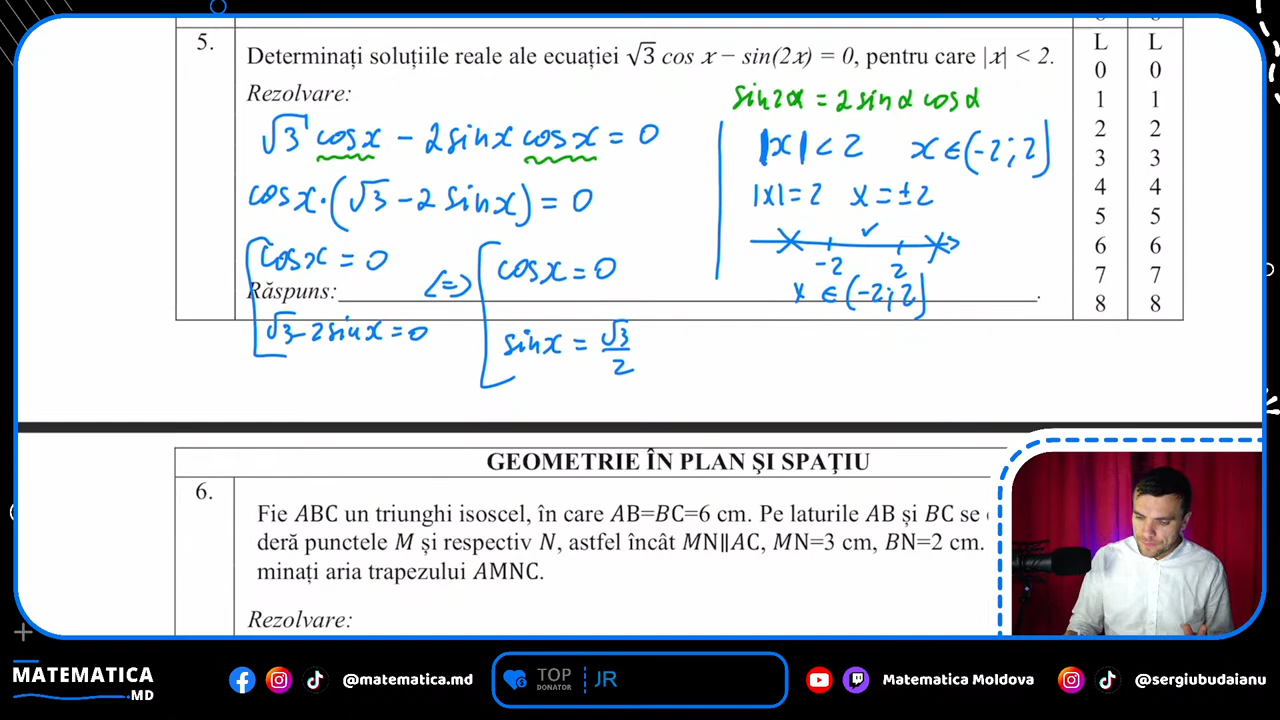 5.
Determinați soluțiile reale ale ecuației √3 cos x − sin(2x) = 0, pentru care |x| < 2.
Rezolvare:
sin2α = 2sinα cosα
√3 cosx − 2sinx cosx = 0
cosx·(√3 − 2 sinx) = 0
cosx = 0
√3 − 2sinx = 0
<=>
cosx = 0
sinx = √3/2
|x| < 2 x ∈ (−2; 2)
|x| = 2 x = ±2
−2 2
x ∈ (−2; 2)
Răspuns:
L L
0 0
1 1
2 2
3 3
4 4
5 5
6 6
7 7
8 8
GEOMETRIE ÎN PLAN ŞI SPAŢIU
6.
Fie ABC un triunghi isoscel, în care AB=BC=6 cm. Pe laturile AB și BC se
deră punctele M și respectiv N, astfel încât MN∥AC, MN=3 cm, BN=2 cm.
minați aria trapezului AMNC.
Rezolvare:
MATEMATICA
.MD
@matematica.md
TOP
DONATOR
JR
Matematica Moldova
@sergiubudaianu